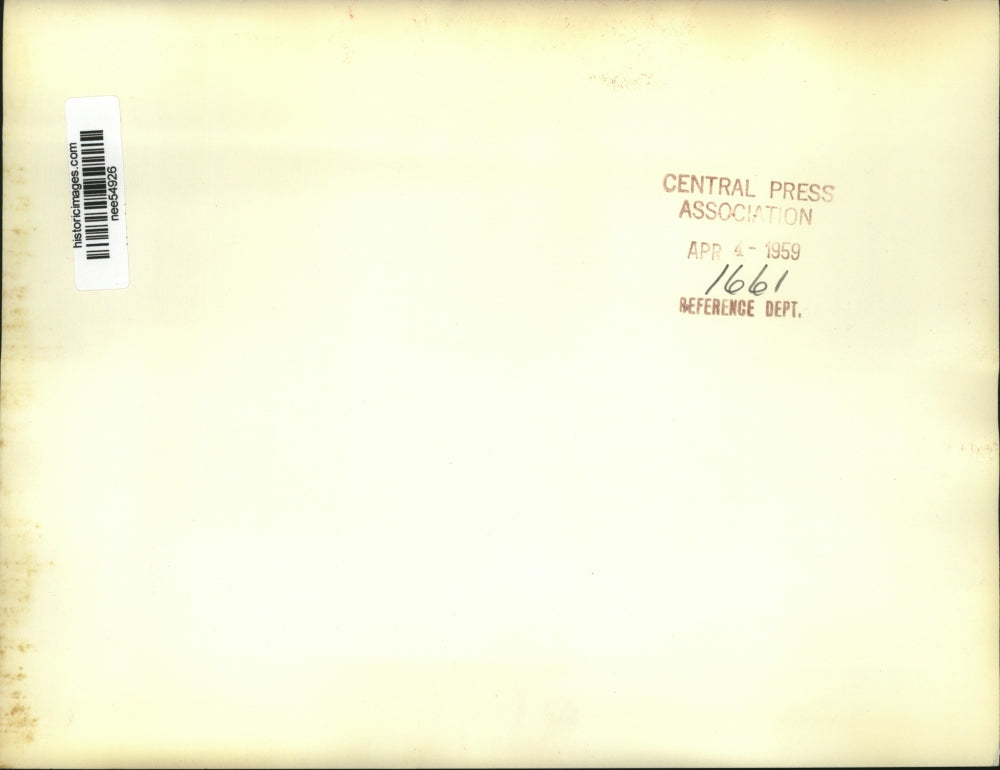 historicimages.com
nee54926
CENTRAL PRESS
ASSOCIATION
APR 4 - 1959
1661
REFERENCE DEPT.